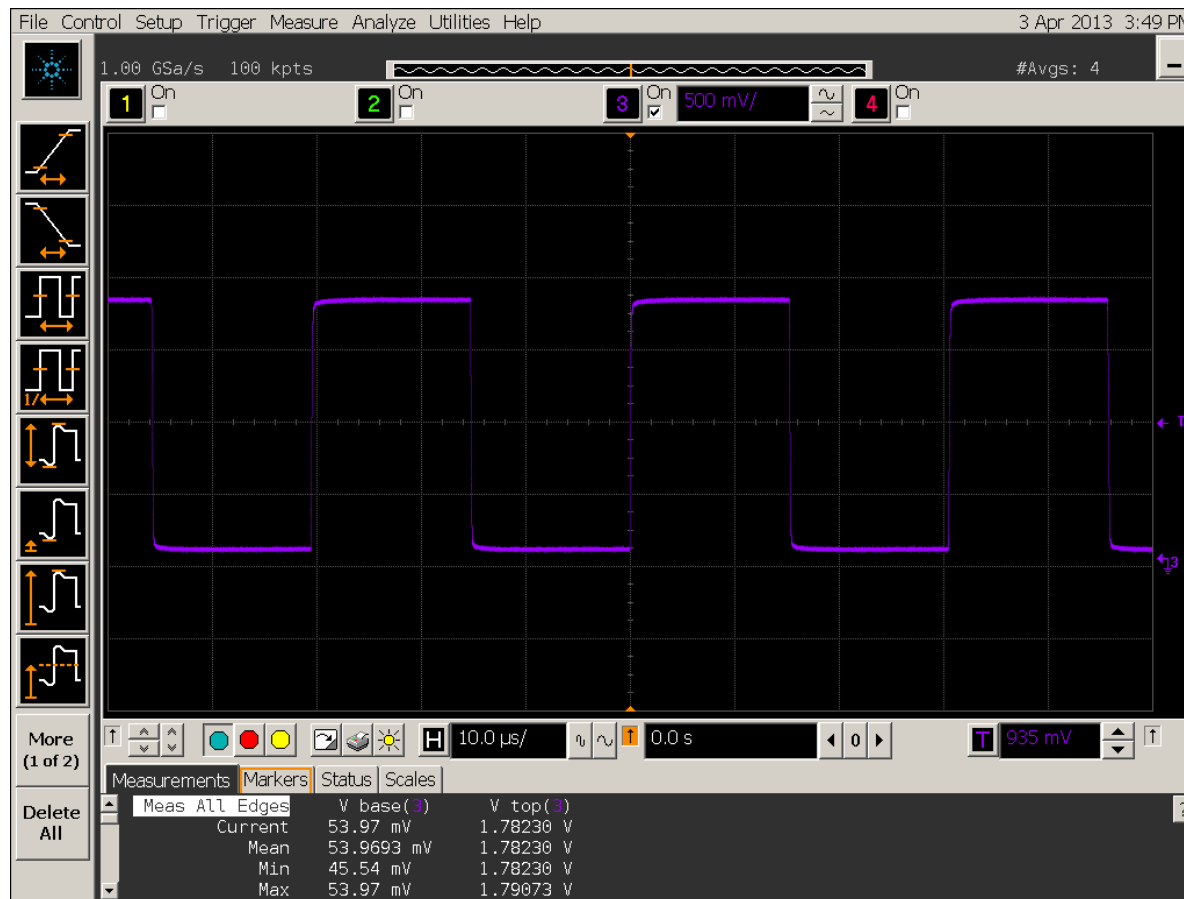 File Control Setup Trigger Measure Analyze Utilities Help 3 Apr 2013 3:49 PM
1.00 GSa/s 100 kpts #Avgs: 4
1 On 2 On 3 On 500 mV/ 4 On
1/
T
3
More
(1 of 2)
Delete
All
H 10.0 µs/ 0.0 s 0 T 935 mV
Measurements Markers Status Scales
Meas All Edges V base(3) V top(3)
Current 53.97 mV 1.78230 V
Mean 53.9693 mV 1.78230 V
Min 45.54 mV 1.78230 V
Max 53.97 mV 1.79073 V